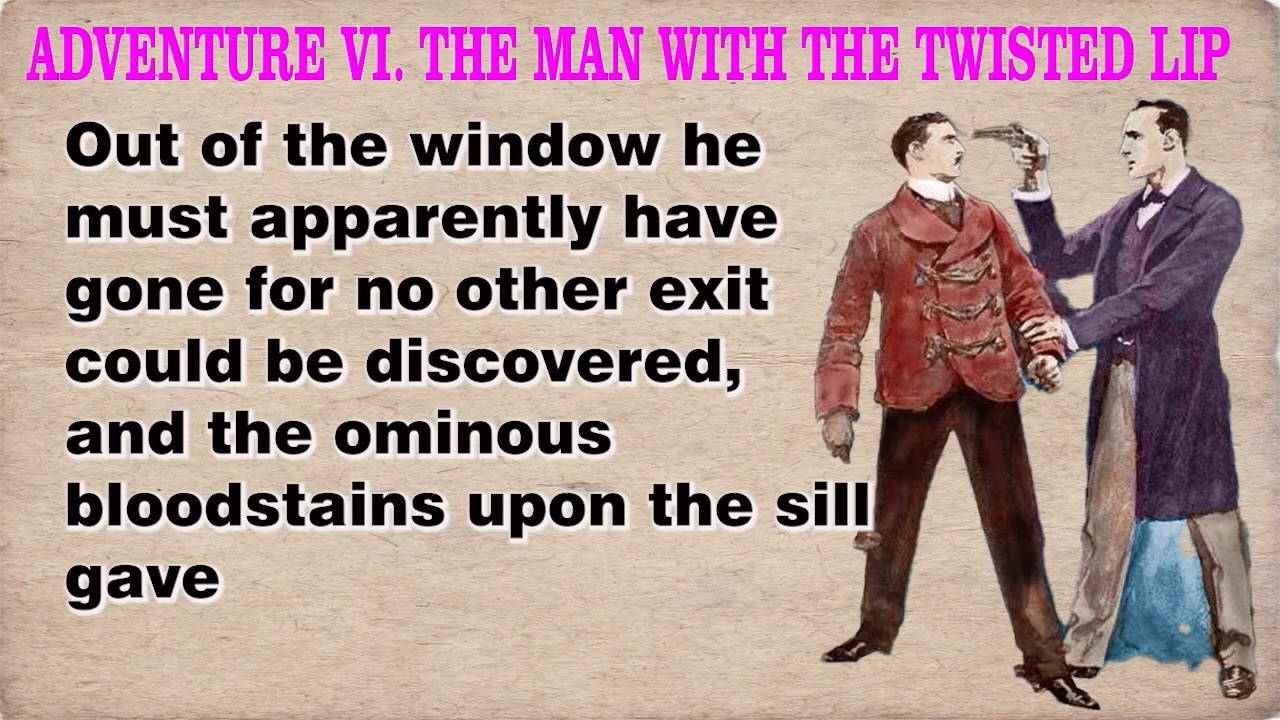 ADVENTURE VI. THE MAN WITH THE TWISTED LIP
Out of the window he
must apparently have
gone for no other exit
could be discovered,
and the ominous
bloodstains upon the sill
gave